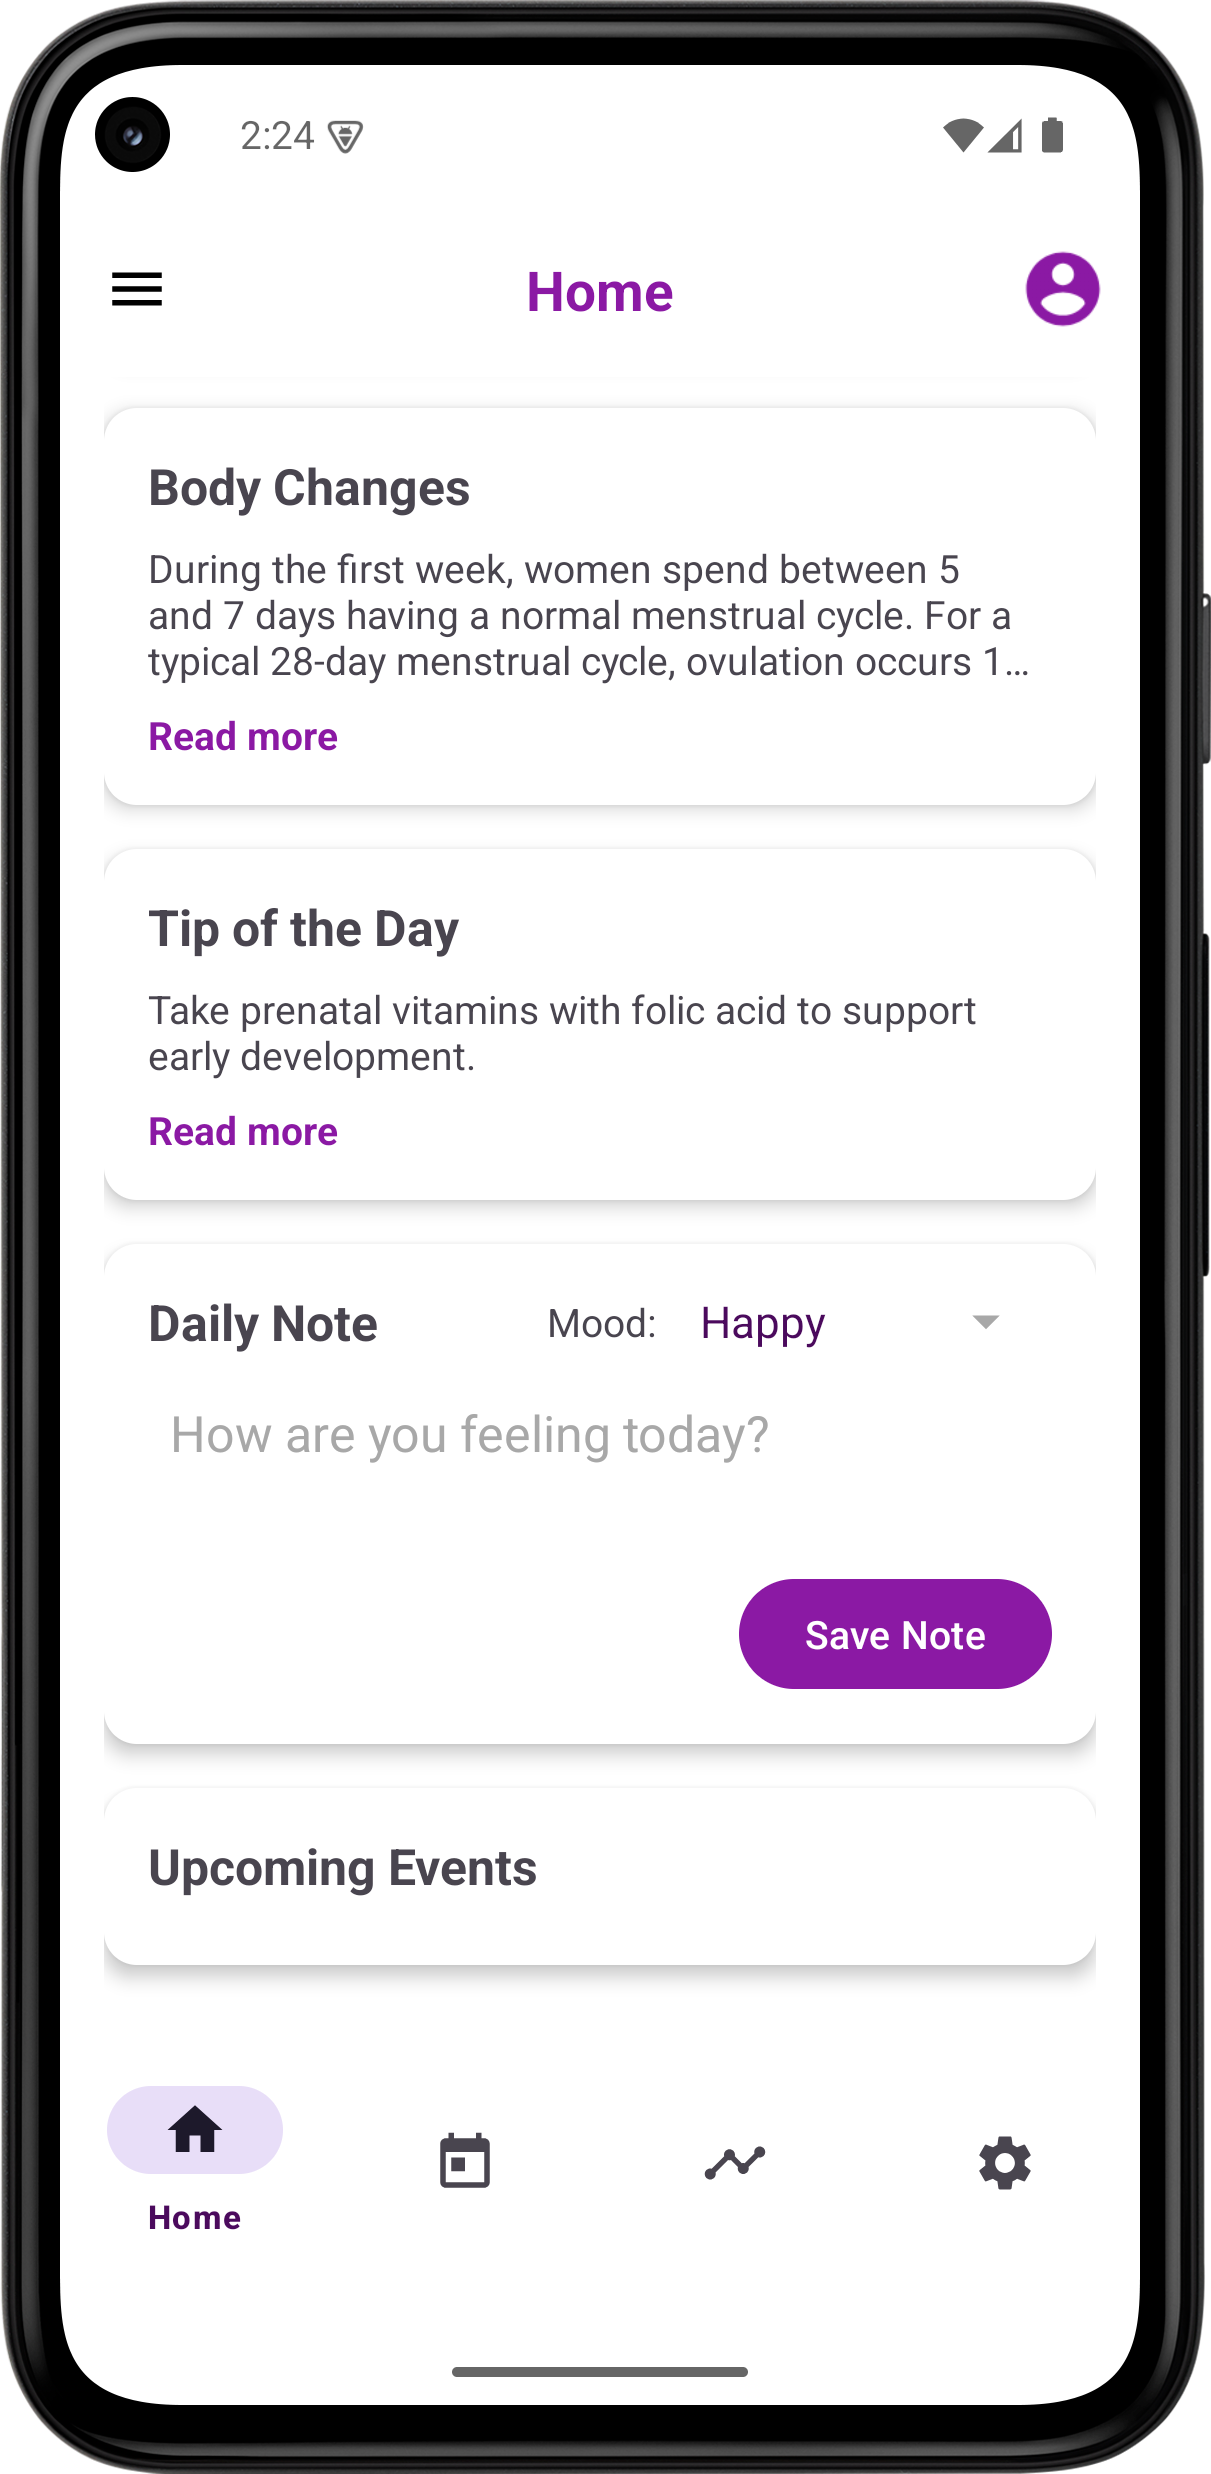 2:24
Home
Body Changes
During the first week, women spend between 5
and 7 days having a normal menstrual cycle. For a
typical 28-day menstrual cycle, ovulation occurs 1...
Read more
Tip of the Day
Take prenatal vitamins with folic acid to support
early development.
Read more
Daily Note Mood: Happy
How are you feeling today?
Save Note
Upcoming Events
Home